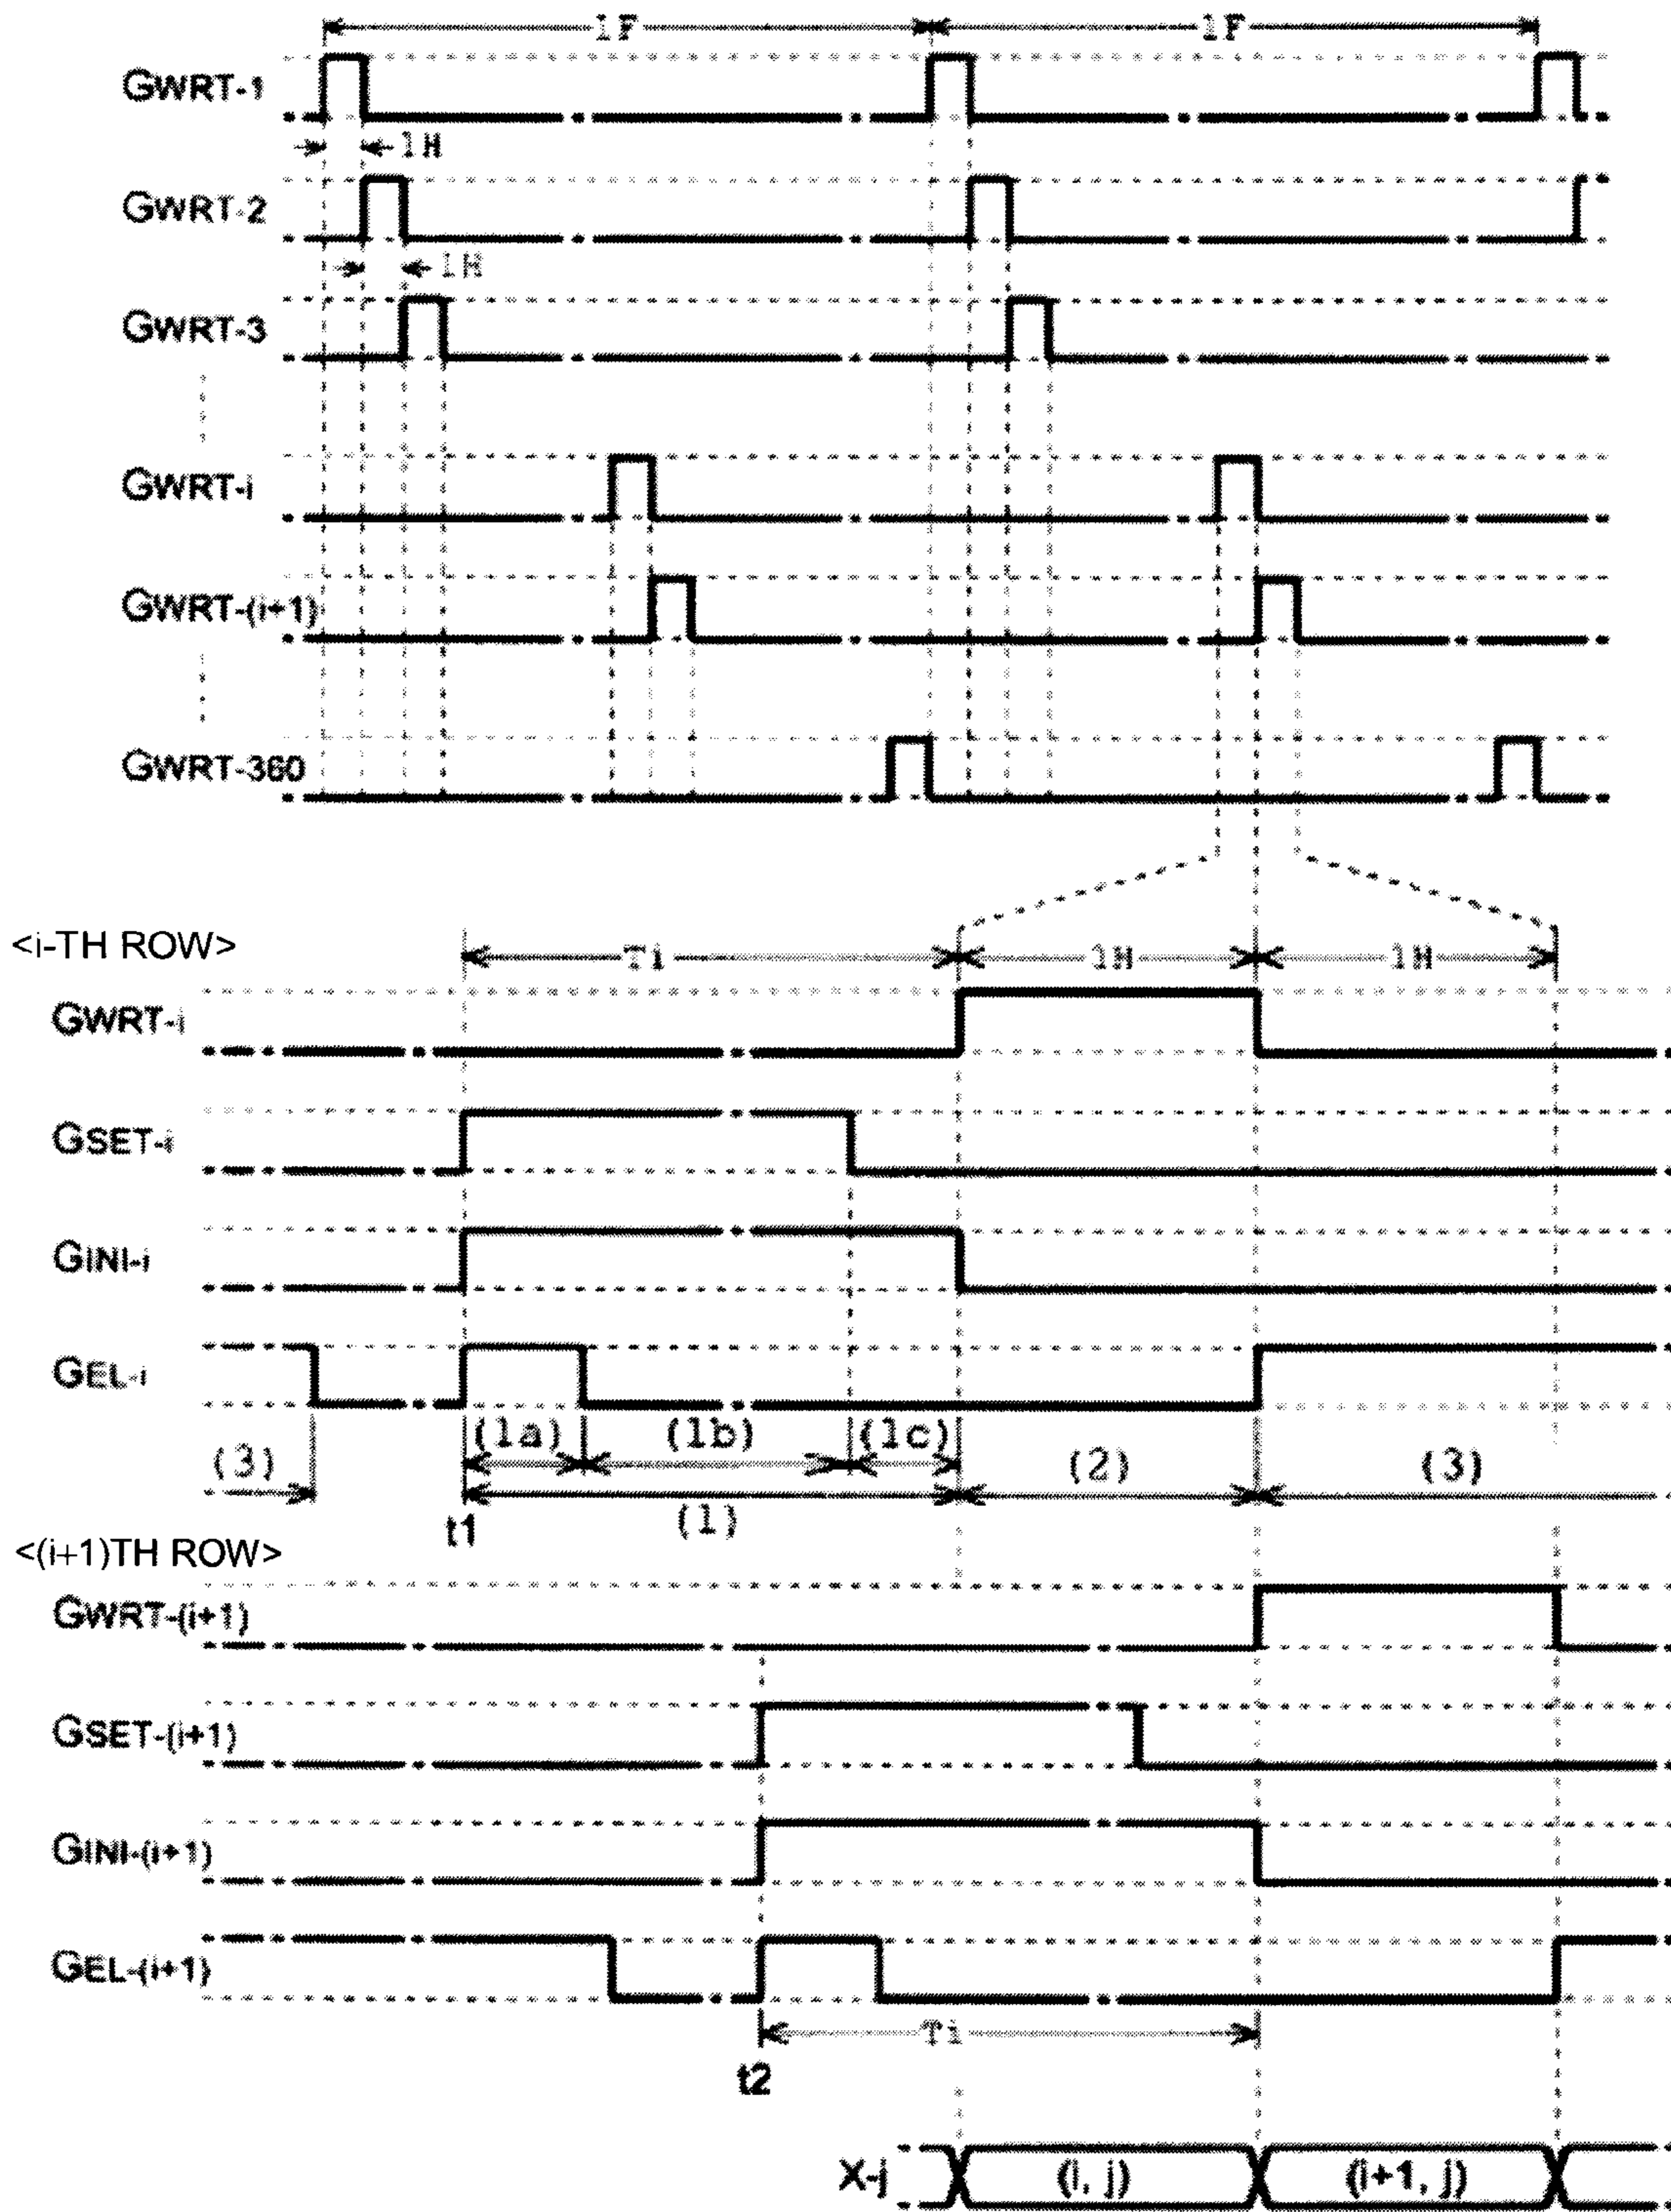 1F 1F
GWRT-1
1H
GWRT-2
1H
GWRT-3
GWRT-i
GWRT-(i+1)
GWRT-360
<i-TH ROW>
Ti 1H 1H
GWRT-i
GSET-i
GINI-i
GEL-i
(1a) (1b) (1c)
(3) (2) (3)
t1 (1)
<(i+1)TH ROW>
GWRT-(i+1)
GSET-(i+1)
GINI-(i+1)
GEL-(i+1)
Ti
t2
X-j (i, j) (i+1, j)